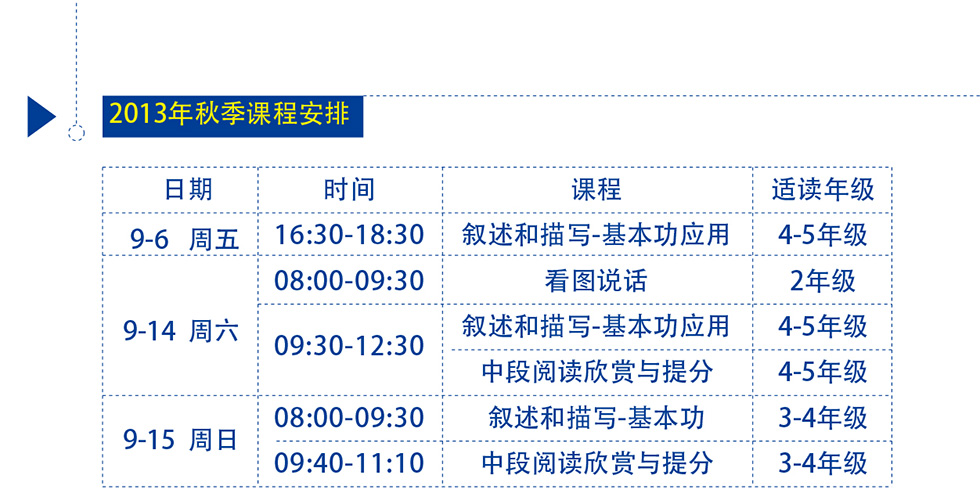 2013年秋季课程安排
日期 时间 课程 适读年级
9-6 周五 16:30-18:30 叙述和描写-基本功应用 4-5年级
9-14 周六 08:00-09:30 看图说话 2年级
09:30-12:30 叙述和描写-基本功应用 4-5年级
中段阅读欣赏与提分 4-5年级
9-15 周日 08:00-09:30 叙述和描写-基本功 3-4年级
09:40-11:10 中段阅读欣赏与提分 3-4年级